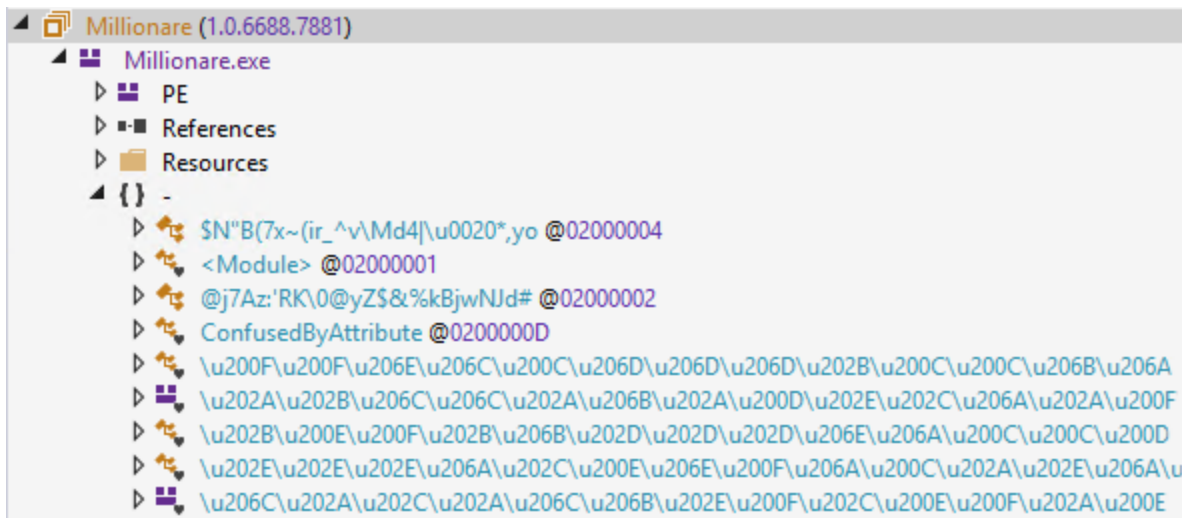 Millionare (1.0.6688.7881)
Millionare.exe
PE
References
Resources
{ } -
$N"B(7x~(ir_^v\Md4|\u0020*,yo @02000004
<Module> @02000001
@j7Az:'RK\0@yZ$&%kBjwNJd# @02000002
ConfusedByAttribute @0200000D
\u200F\u200F\u206E\u206C\u200C\u206D\u206D\u206D\u202B\u200C\u200C\u206B\u206A
\u202A\u202B\u206C\u206C\u202A\u206B\u202A\u200D\u202E\u202C\u206A\u202A\u200F
\u202B\u200E\u200F\u202B\u206B\u202D\u202D\u202D\u206E\u206A\u200C\u200C\u200D
\u202E\u202E\u202E\u206A\u202C\u200E\u206E\u200F\u206A\u200C\u202A\u202E\u206A\u
\u206C\u202A\u202C\u202A\u206C\u206B\u202E\u200F\u202C\u200E\u200F\u202A\u200E